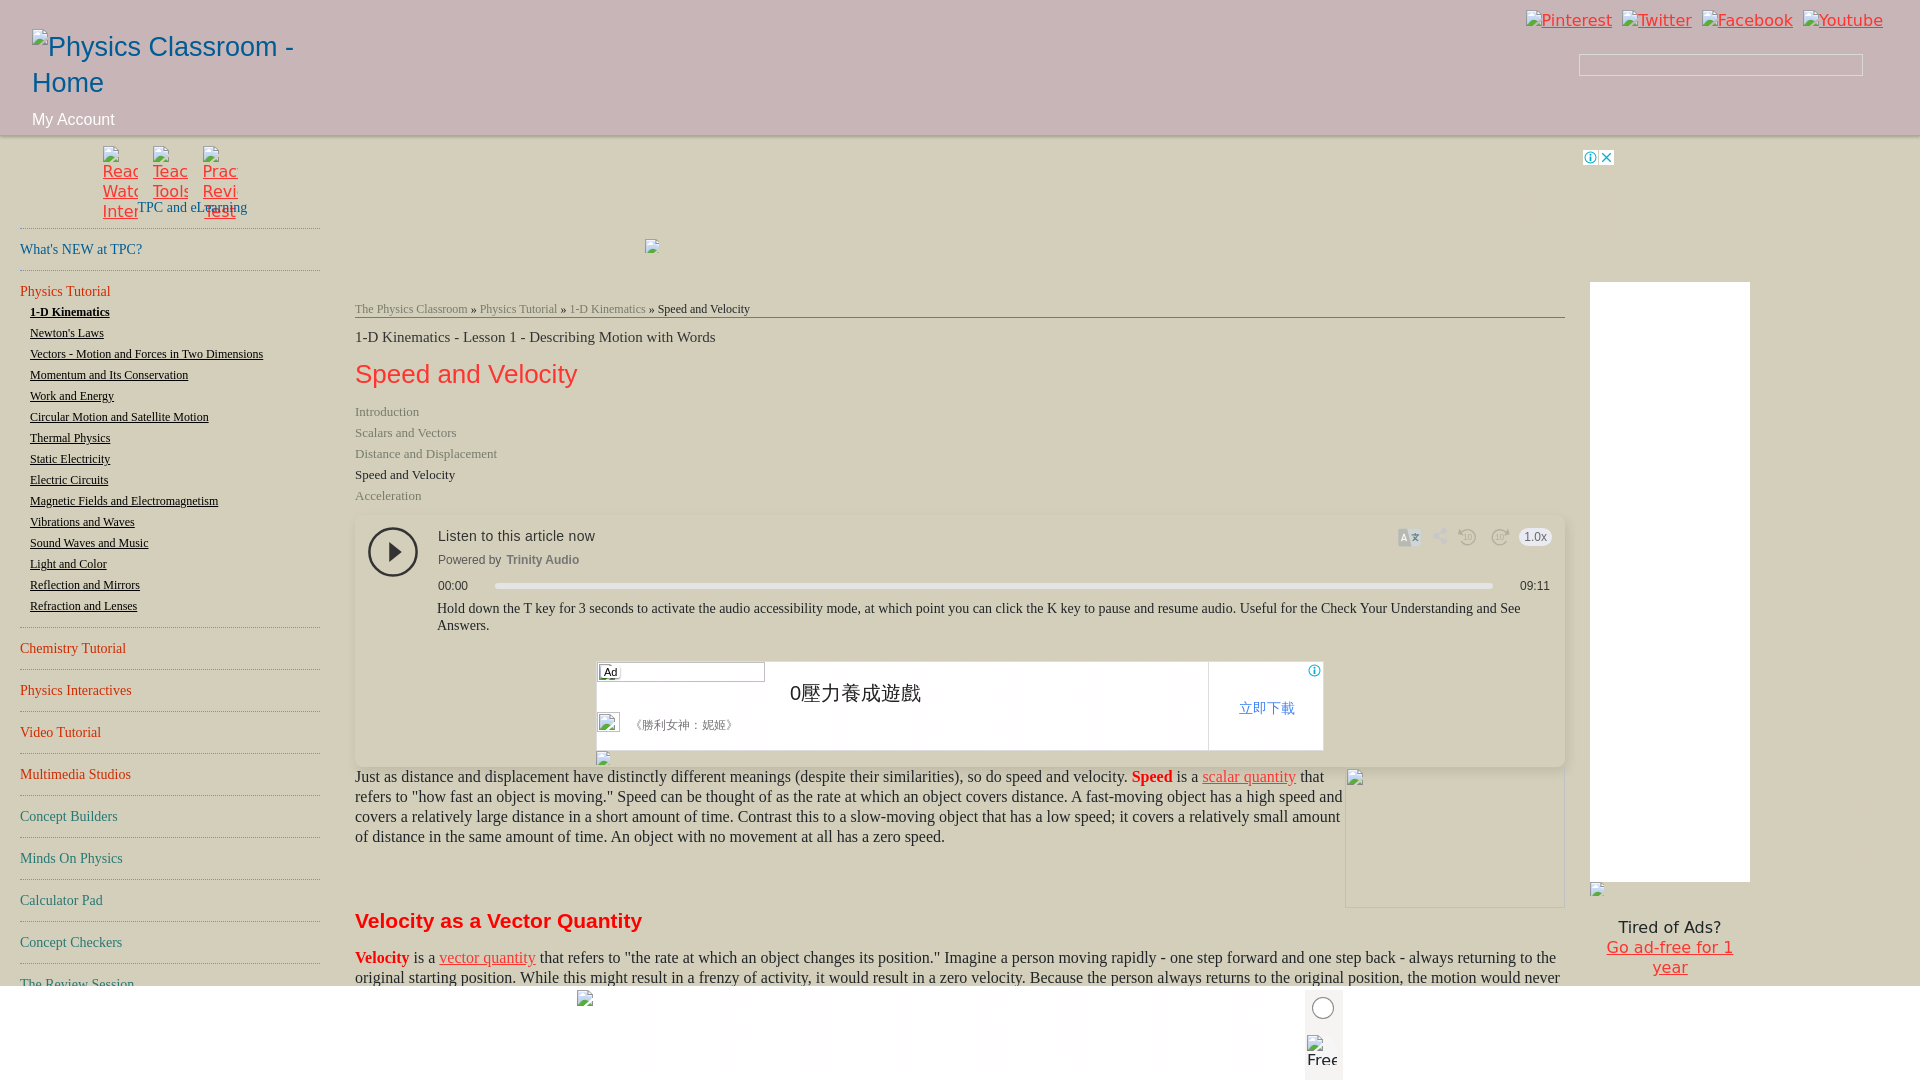 Pinterest Twitter Facebook Youtube
Physics Classroom -
Home
My Account
Read
Watch
Inter
Teac
Tools
Prac
Revi
Test
TPC and eLearning
What's NEW at TPC?
Physics Tutorial
1-D Kinematics
Newton's Laws
Vectors - Motion and Forces in Two Dimensions
Momentum and Its Conservation
Work and Energy
Circular Motion and Satellite Motion
Thermal Physics
Static Electricity
Electric Circuits
Magnetic Fields and Electromagnetism
Vibrations and Waves
Sound Waves and Music
Light and Color
Reflection and Mirrors
Refraction and Lenses
Chemistry Tutorial
Physics Interactives
Video Tutorial
Multimedia Studios
Concept Builders
Minds On Physics
Calculator Pad
Concept Checkers
The Review Session
The Physics Classroom » Physics Tutorial » 1-D Kinematics » Speed and Velocity
1-D Kinematics - Lesson 1 - Describing Motion with Words
Speed and Velocity
Introduction
Scalars and Vectors
Distance and Displacement
Speed and Velocity
Acceleration
Listen to this article now
1.0x
Powered by Trinity Audio
00:00
09:11
Hold down the T key for 3 seconds to activate the audio accessibility mode, at which point you can click the K key to pause and resume audio. Useful for the Check Your Understanding and See
Answers.
Ad
0壓力養成遊戲
《勝利女神：妮姬》
立即下載
Just as distance and displacement have distinctly different meanings (despite their similarities), so do speed and velocity. Speed is a scalar quantity that
refers to "how fast an object is moving." Speed can be thought of as the rate at which an object covers distance. A fast-moving object has a high speed and
covers a relatively large distance in a short amount of time. Contrast this to a slow-moving object that has a low speed; it covers a relatively small amount
of distance in the same amount of time. An object with no movement at all has a zero speed.
Velocity as a Vector Quantity
Velocity is a vector quantity that refers to "the rate at which an object changes its position." Imagine a person moving rapidly - one step forward and one step back - always returning to the
original starting position. While this might result in a frenzy of activity, it would result in a zero velocity. Because the person always returns to the original position, the motion would never
Tired of Ads?
Go ad-free for 1
year
Free